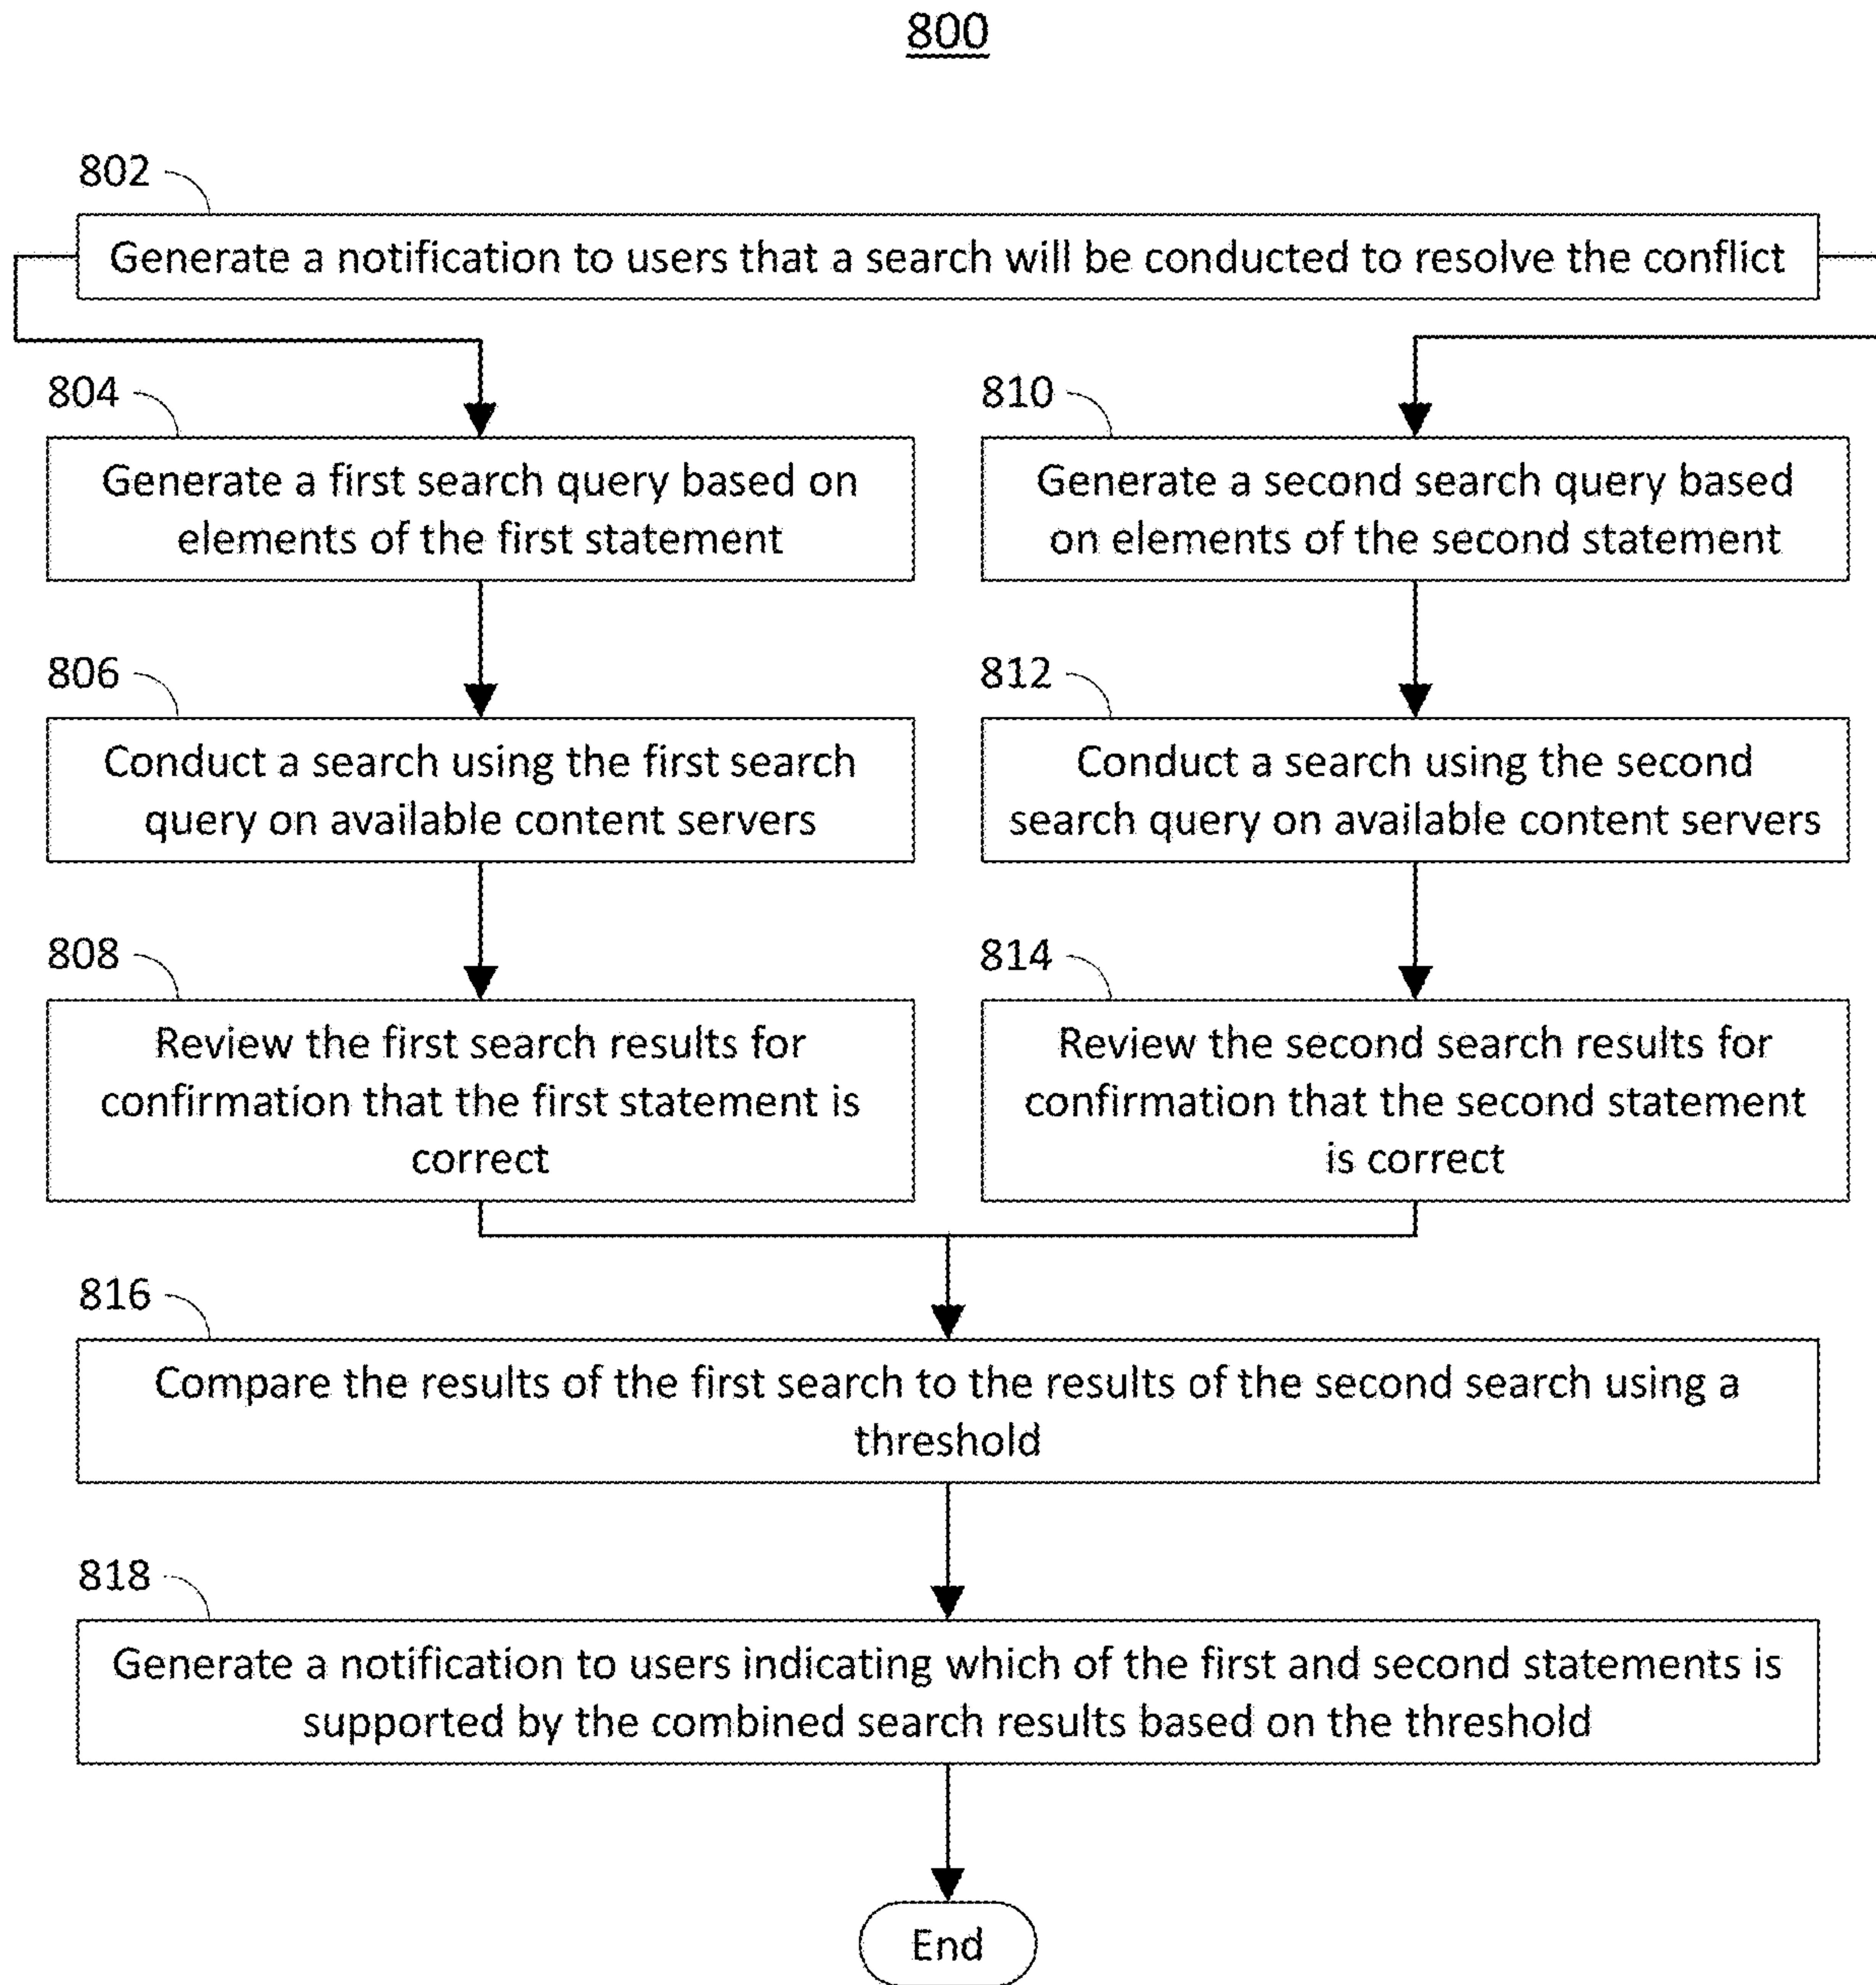 800
802
Generate a notification to users that a search will be conducted to resolve the conflict
804
Generate a first search query based on
elements of the first statement
806
Conduct a search using the first search
query on available content servers
808
Review the first search results for
confirmation that the first statement is
correct
810
Generate a second search query based
on elements of the second statement
812
Conduct a search using the second
search query on available content servers
814
Review the second search results for
confirmation that the second statement
is correct
816
Compare the results of the first search to the results of the second search using a
threshold
818
Generate a notification to users indicating which of the first and second statements is
supported by the combined search results based on the threshold
End